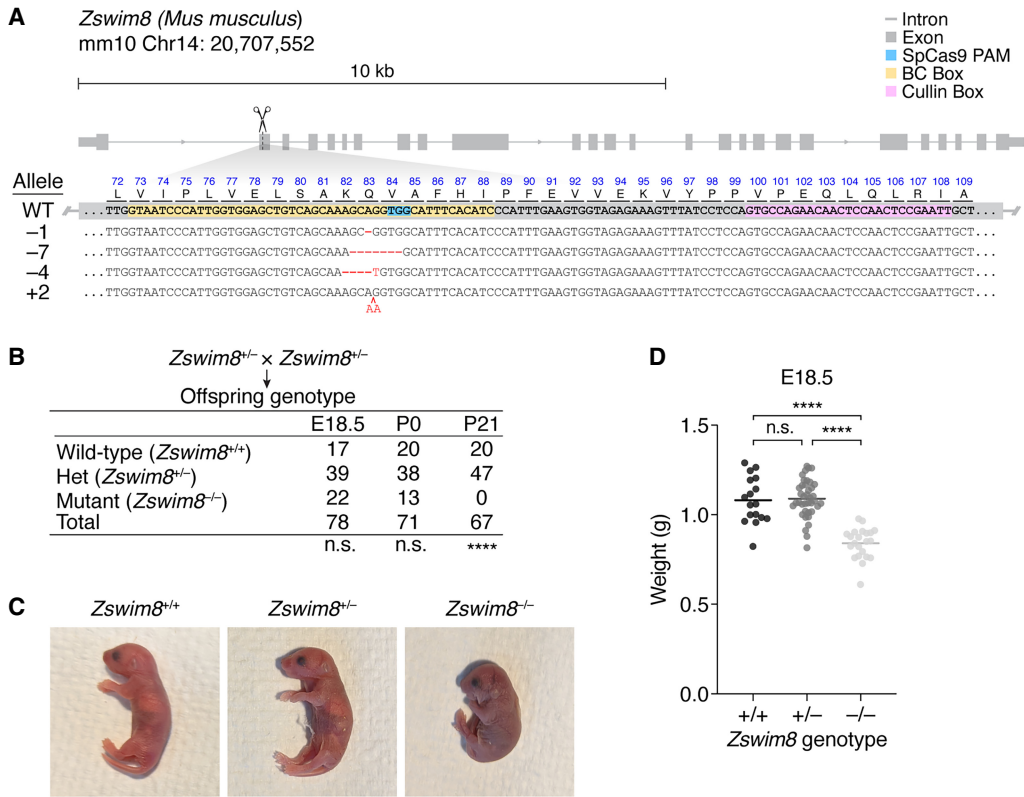 A
Zswim8 (Mus musculus)
mm10 Chr14: 20,707,552
Intron
Exon
SpCas9 PAM
BC Box
Cullin Box
10 kb
Allele
72 73 74 75 76 77 78 79 80 81 82 83 84 85 86 87 88 89 90 91 92 93 94 95 96 97 98 99 100 101 102 103 104 105 106 107 108 109
L V I P L V E L S A K Q V A F H I P F E V V E K V Y P P V P E Q L Q L R I A
WT ...TTGGTAATCCCATTGGTGGAGCTGTCAGCAAAGCAGGTGGCATTTCACATCCCATTTGAAGTGGTAGAGAAAGTTTATCCTCCAGTGCCAGAACAACTCCAACTCCGAATTGCT...
−1 ...TTGGTAATCCCATTGGTGGAGCTGTCAGCAAAGC-GGTGGCATTTCACATCCCATTTGAAGTGGTAGAGAAAGTTTATCCTCCAGTGCCAGAACAACTCCAACTCCGAATTGCT...
−7 ...TTGGTAATCCCATTGGTGGAGCTGTCAGCAAA-------GCATTTCACATCCCATTTGAAGTGGTAGAGAAAGTTTATCCTCCAGTGCCAGAACAACTCCAACTCCGAATTGCT...
−4 ...TTGGTAATCCCATTGGTGGAGCTGTCAGCAA----TGTGGCATTTCACATCCCATTTGAAGTGGTAGAGAAAGTTTATCCTCCAGTGCCAGAACAACTCCAACTCCGAATTGCT...
+2 ...TTGGTAATCCCATTGGTGGAGCTGTCAGCAAAGCAGGTGGCATTTCACATCCCATTTGAAGTGGTAGAGAAAGTTTATCCTCCAGTGCCAGAACAACTCCAACTCCGAATTGCT...
AA
B
Zswim8+/− × Zswim8+/−
Offspring genotype
E18.5 P0 P21
Wild-type (Zswim8+/+) 17 20 20
Het (Zswim8+/−) 39 38 47
Mutant (Zswim8−/−) 22 13 0
Total 78 71 67
n.s. n.s. ****
C
Zswim8+/+ Zswim8+/− Zswim8−/−
D
E18.5
****
n.s. ****
1.5
1.0
0.5
0.0
Weight (g)
+/+ +/− −/−
Zswim8 genotype